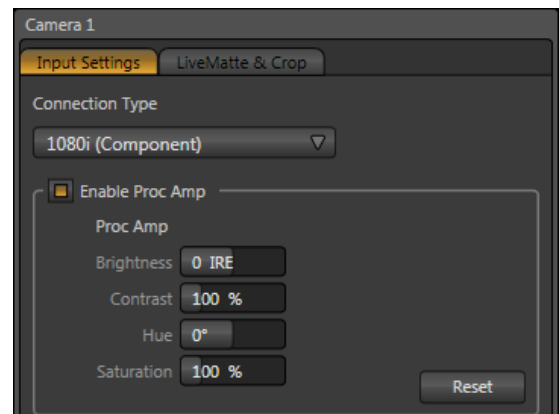 Camera 1
Input Settings LiveMatte & Crop
Connection Type
1080i (Component)
Enable Proc Amp
Proc Amp
Brightness 0 IRE
Contrast 100 %
Hue 0°
Saturation 100 %
Reset